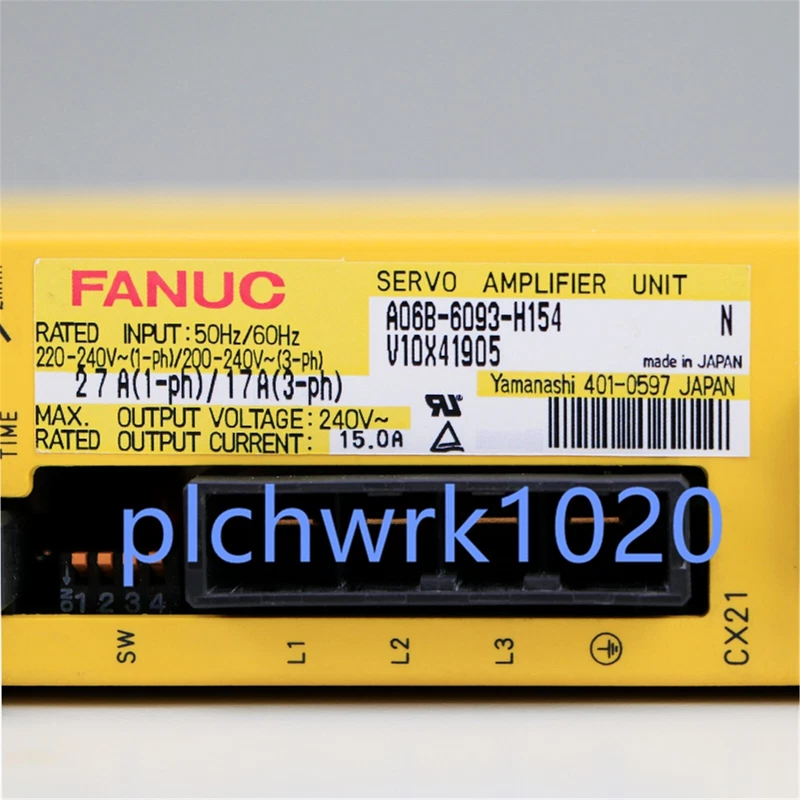 FANUC
SERVO AMPLIFIER UNIT
A06B-6093-H154 N
V10X41905
made in JAPAN
Yamanashi 401-0597 JAPAN
RATED INPUT:50Hz/60Hz
220-240V~(1-ph)/200-240V~(3-ph)
27A(1-ph)/17A(3-ph)
MAX. OUTPUT VOLTAGE:240V~
RATED OUTPUT CURRENT: 15.0A
TIME
plchwrk1020
ON
1 2 3 4
SW
L1
L2
L3
CX21